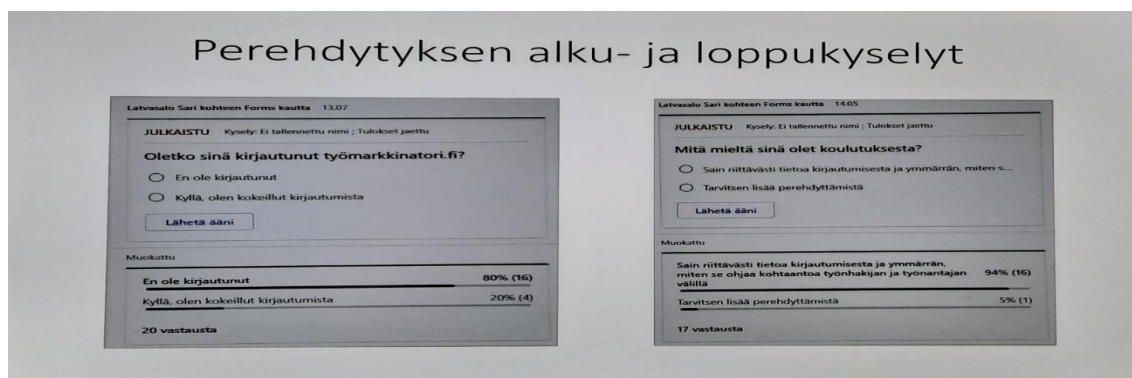 Perehdytyksen alku- ja loppukyselyt
Latvasalo Sari kohteen Forms kautta 13.07
JULKAISTU Kysely: Ei tallennettu nimi ; Tulokset jaettu
Oletko sinä kirjautunut työmarkkinatori.fi?
En ole kirjautunut
Kyllä, olen kokeillut kirjautumista
Lähetä ääni
Muokattu
En ole kirjautunut 80% (16)
Kyllä, olen kokeillut kirjautumista 20% (4)
20 vastausta
Latvasalo Sari kohteen Forms kautta 14.05
JULKAISTU Kysely: Ei tallennettu nimi ; Tulokset jaettu
Mitä mieltä sinä olet koulutuksesta?
Sain riittävästi tietoa kirjautumisesta ja ymmärrän, miten s...
Tarvitsen lisää perehdyttämistä
Lähetä ääni
Muokattu
Sain riittävästi tietoa kirjautumisesta ja ymmärrän,
miten se ohjaa kohtaantoa työnhakijan ja työnantajan 94% (16)
välillä
Tarvitsen lisää perehdyttämistä 5% (1)
17 vastausta